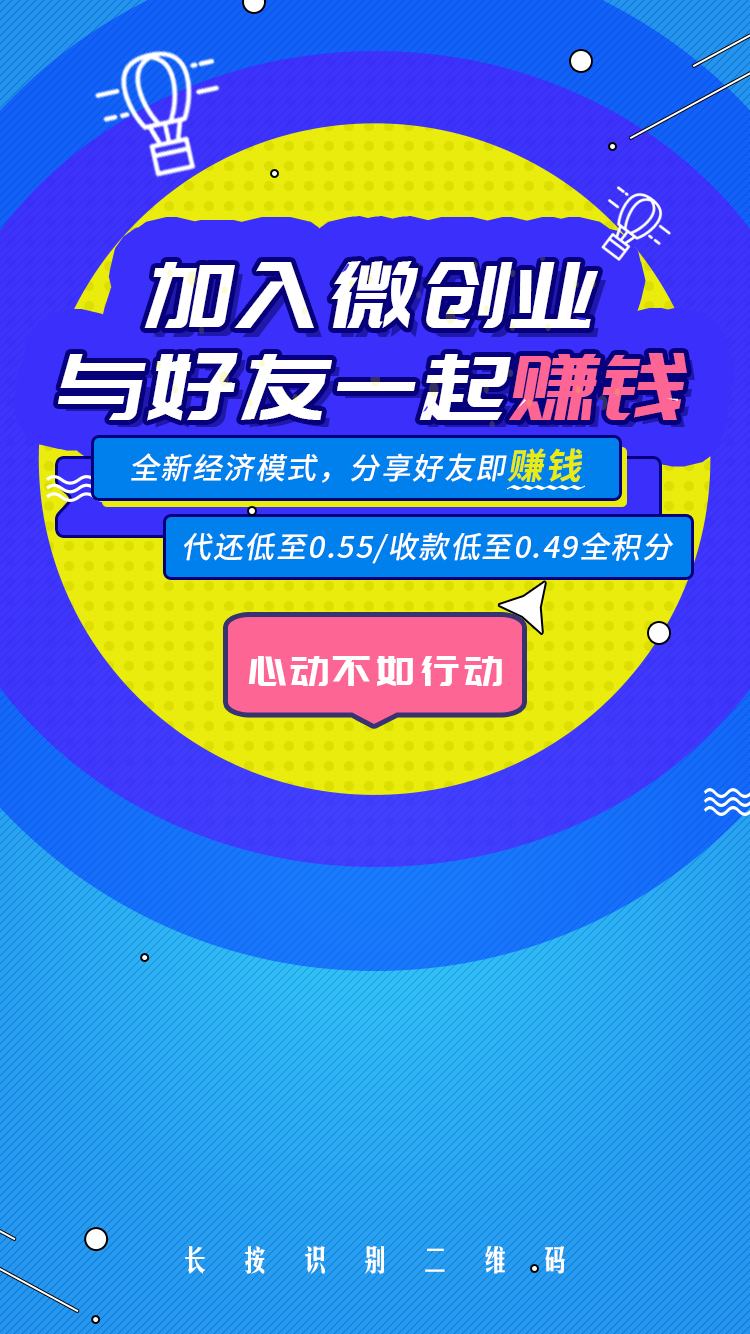 加入微创业
与好友一起赚钱
全新经济模式，分享好友即赚钱
代还低至0.55/收款低至0.49全积分
心动不如行动
长按识别二维码